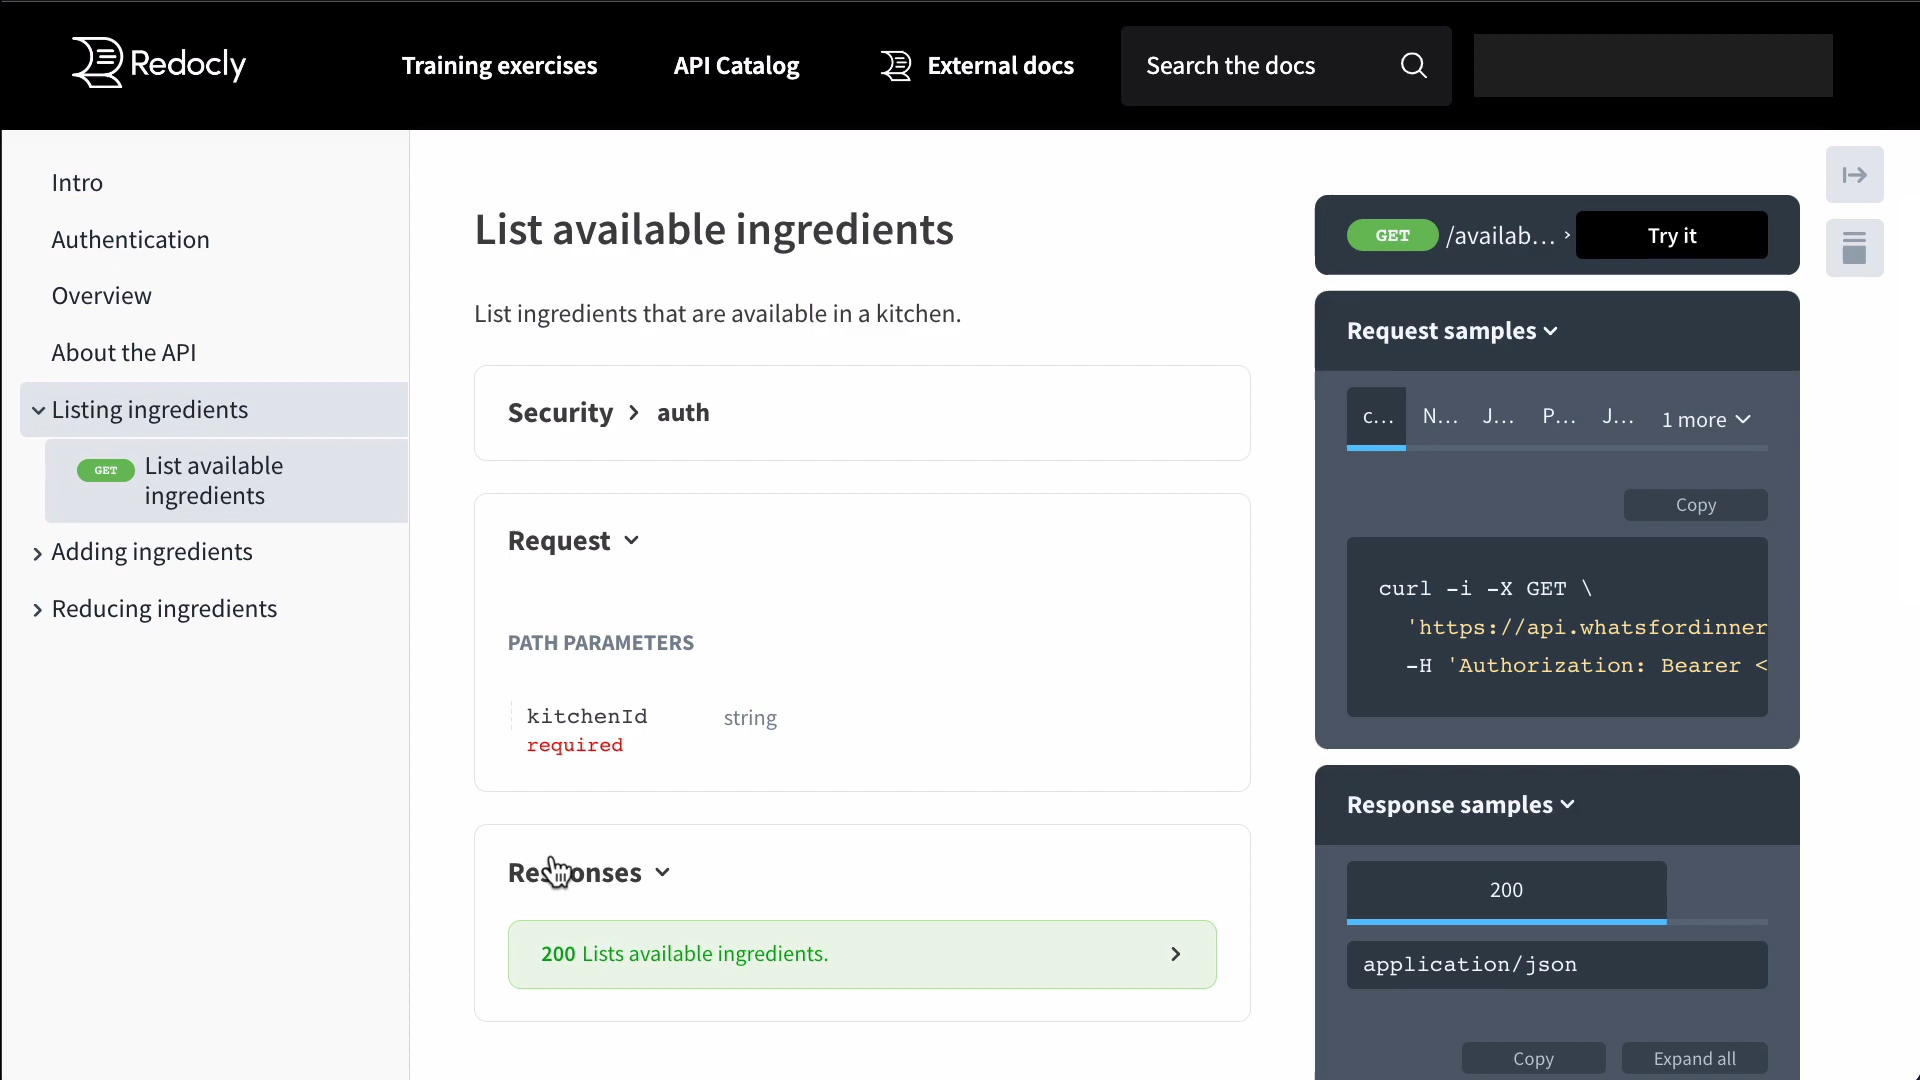 Redocly
Training exercises
API Catalog
External docs
Search the docs
Intro
Authentication
Overview
About the API
Listing ingredients
GET List available
ingredients
Adding ingredients
Reducing ingredients
List available ingredients
List ingredients that are available in a kitchen.
Security > auth
Request
PATH PARAMETERS
kitchenId string
required
Responses
200 Lists available ingredients.
GET /availab... Try it
Request samples
c... N... J... P... J... 1 more
Copy
curl -i -X GET \
'https://api.whatsfordinner
-H 'Authorization: Bearer <
Response samples
200
application/json
Copy Expand all